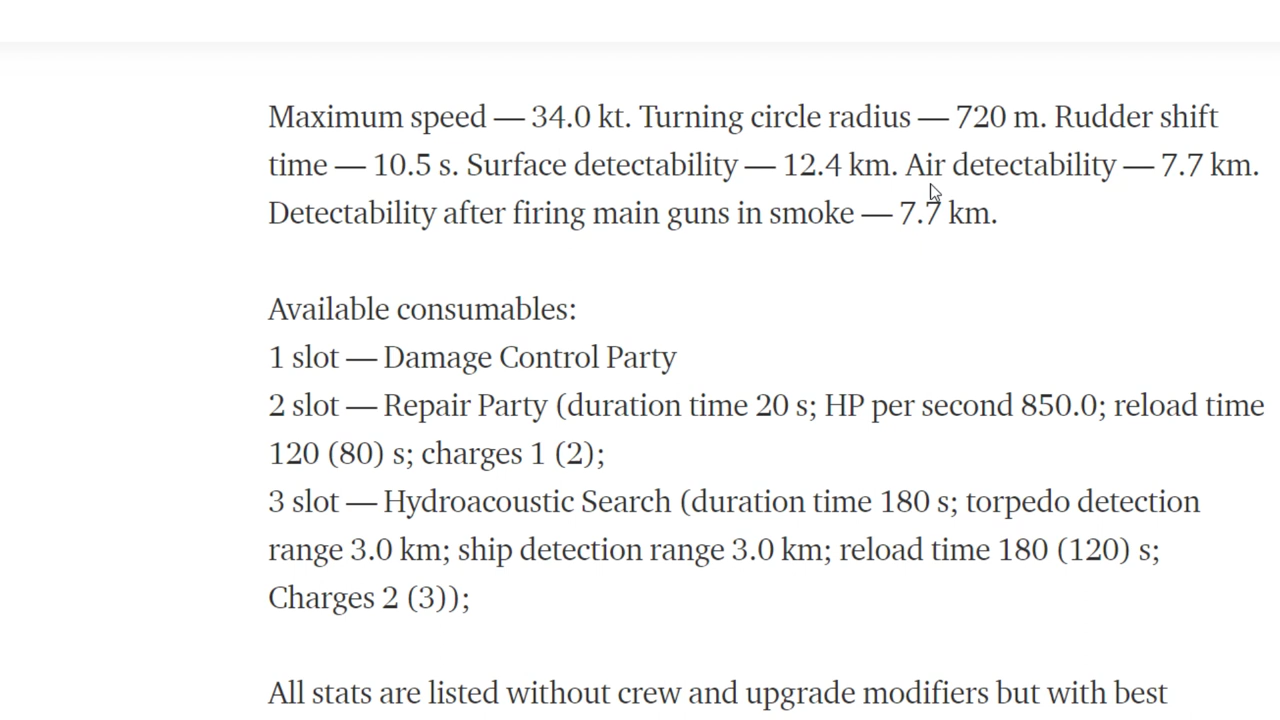 Maximum speed — 34.0 kt. Turning circle radius — 720 m. Rudder shift
time — 10.5 s. Surface detectability — 12.4 km. Air detectability — 7.7 km.
Detectability after firing main guns in smoke — 7.7 km.
Available consumables:
1 slot — Damage Control Party
2 slot — Repair Party (duration time 20 s; HP per second 850.0; reload time
120 (80) s; charges 1 (2);
3 slot — Hydroacoustic Search (duration time 180 s; torpedo detection
range 3.0 km; ship detection range 3.0 km; reload time 180 (120) s;
Charges 2 (3));
All stats are listed without crew and upgrade modifiers but with best